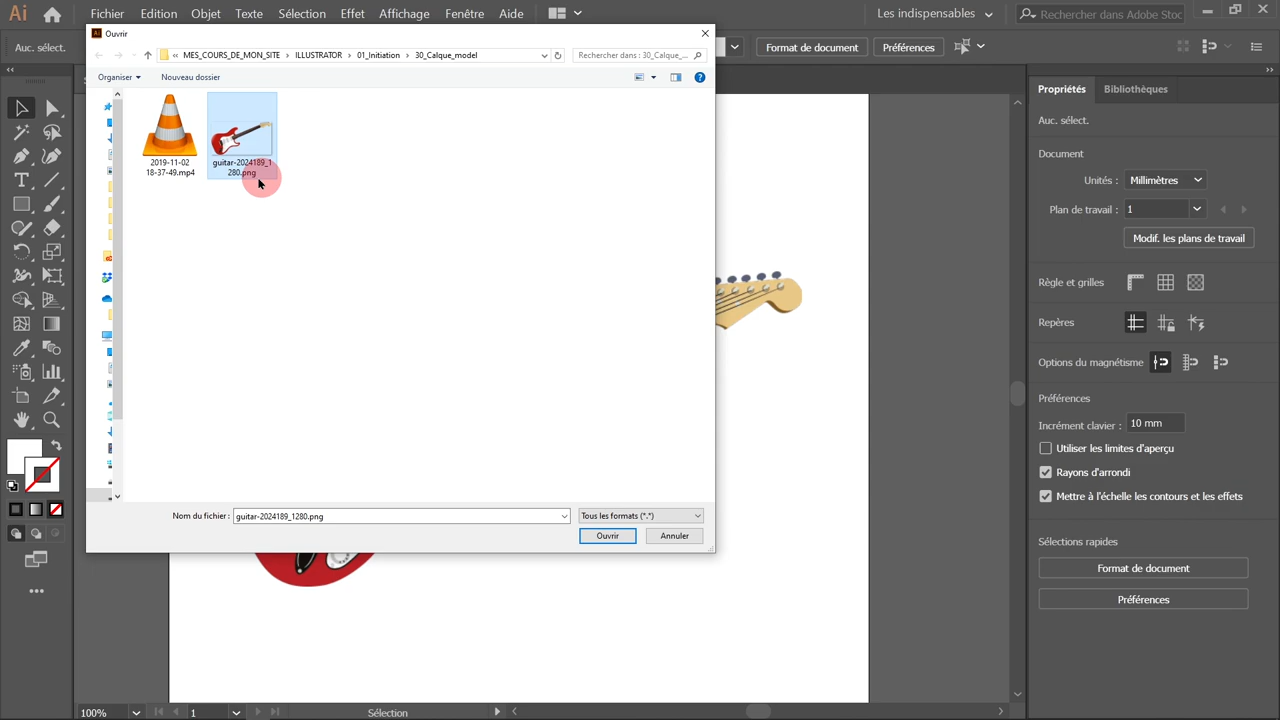 Ai Fichier Edition Objet Texte Sélection Effet Affichage Fenêtre Aide Les indispensables Rechercher dans Adobe Stoc
Ouvrir
Auc. sélect. Format de document Préférences
« MES_COURS_DE_MON_SITE › ILLUSTRATOR › 01_Initiation › 30_Calque_model Rechercher dans : 30_Calque_...
Organiser Nouveau dossier
2019-11-02
18-37-49.mp4
guitar-2024189_1
280.png
Nom du fichier : guitar-2024189_1280.png Tous les formats (*.*)
Ouvrir Annuler
Propriétés Bibliothèques
Auc. sélect.
Document
Unités : Millimètres
Plan de travail : 1
Modif. les plans de travail
Règle et grilles
Repères
Options du magnétisme
Préférences
Incrément clavier : 10 mm
Utiliser les limites d'aperçu
Rayons d'arrondi
Mettre à l'échelle les contours et les effets
Sélections rapides
Format de document
Préférences
100% 1 Sélection